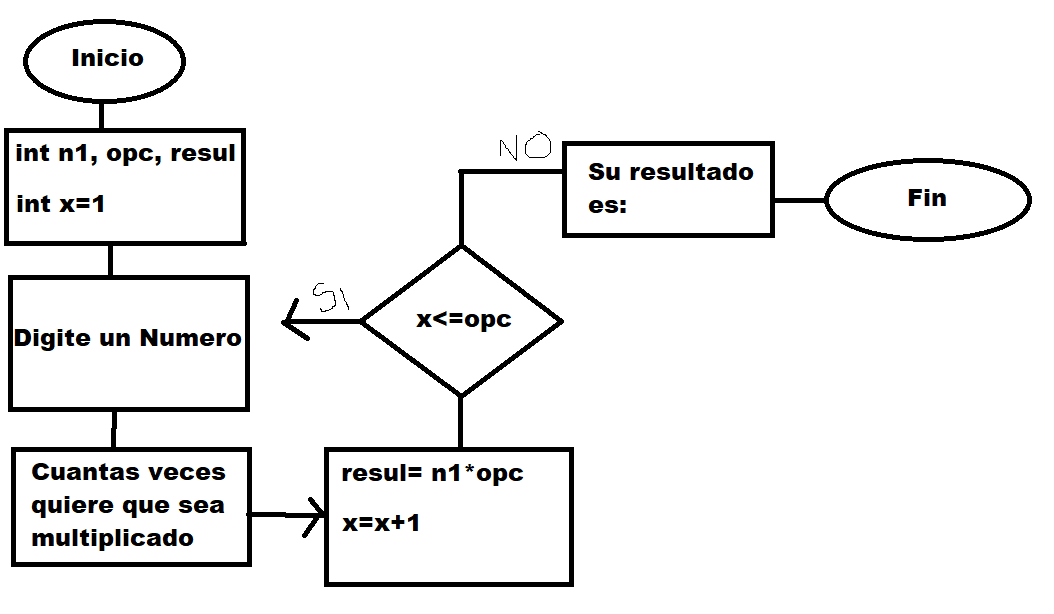 Inicio
int n1, opc, resul
int x=1
Digite un Numero
Cuantas veces
quiere que sea
multiplicado
resul= n1*opc
x=x+1
x<=opc
SI
NO
Su resultado
es:
Fin